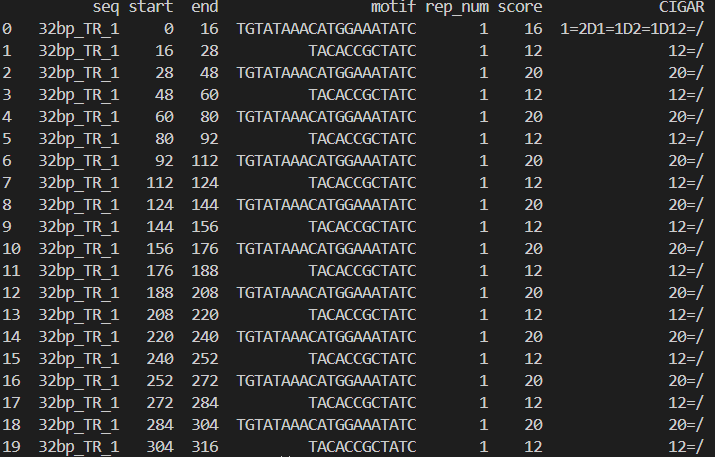 seq start end motif rep_num score CIGAR
0 32bp_TR_1 0 16 TGTATAAACATGGAAATATC 1 16 1=2D1=1D2=1D12=/
1 32bp_TR_1 16 28 TACACCGCTATC 1 12 12=/
2 32bp_TR_1 28 48 TGTATAAACATGGAAATATC 1 20 20=/
3 32bp_TR_1 48 60 TACACCGCTATC 1 12 12=/
4 32bp_TR_1 60 80 TGTATAAACATGGAAATATC 1 20 20=/
5 32bp_TR_1 80 92 TACACCGCTATC 1 12 12=/
6 32bp_TR_1 92 112 TGTATAAACATGGAAATATC 1 20 20=/
7 32bp_TR_1 112 124 TACACCGCTATC 1 12 12=/
8 32bp_TR_1 124 144 TGTATAAACATGGAAATATC 1 20 20=/
9 32bp_TR_1 144 156 TACACCGCTATC 1 12 12=/
10 32bp_TR_1 156 176 TGTATAAACATGGAAATATC 1 20 20=/
11 32bp_TR_1 176 188 TACACCGCTATC 1 12 12=/
12 32bp_TR_1 188 208 TGTATAAACATGGAAATATC 1 20 20=/
13 32bp_TR_1 208 220 TACACCGCTATC 1 12 12=/
14 32bp_TR_1 220 240 TGTATAAACATGGAAATATC 1 20 20=/
15 32bp_TR_1 240 252 TACACCGCTATC 1 12 12=/
16 32bp_TR_1 252 272 TGTATAAACATGGAAATATC 1 20 20=/
17 32bp_TR_1 272 284 TACACCGCTATC 1 12 12=/
18 32bp_TR_1 284 304 TGTATAAACATGGAAATATC 1 20 20=/
19 32bp_TR_1 304 316 TACACCGCTATC 1 12 12=/